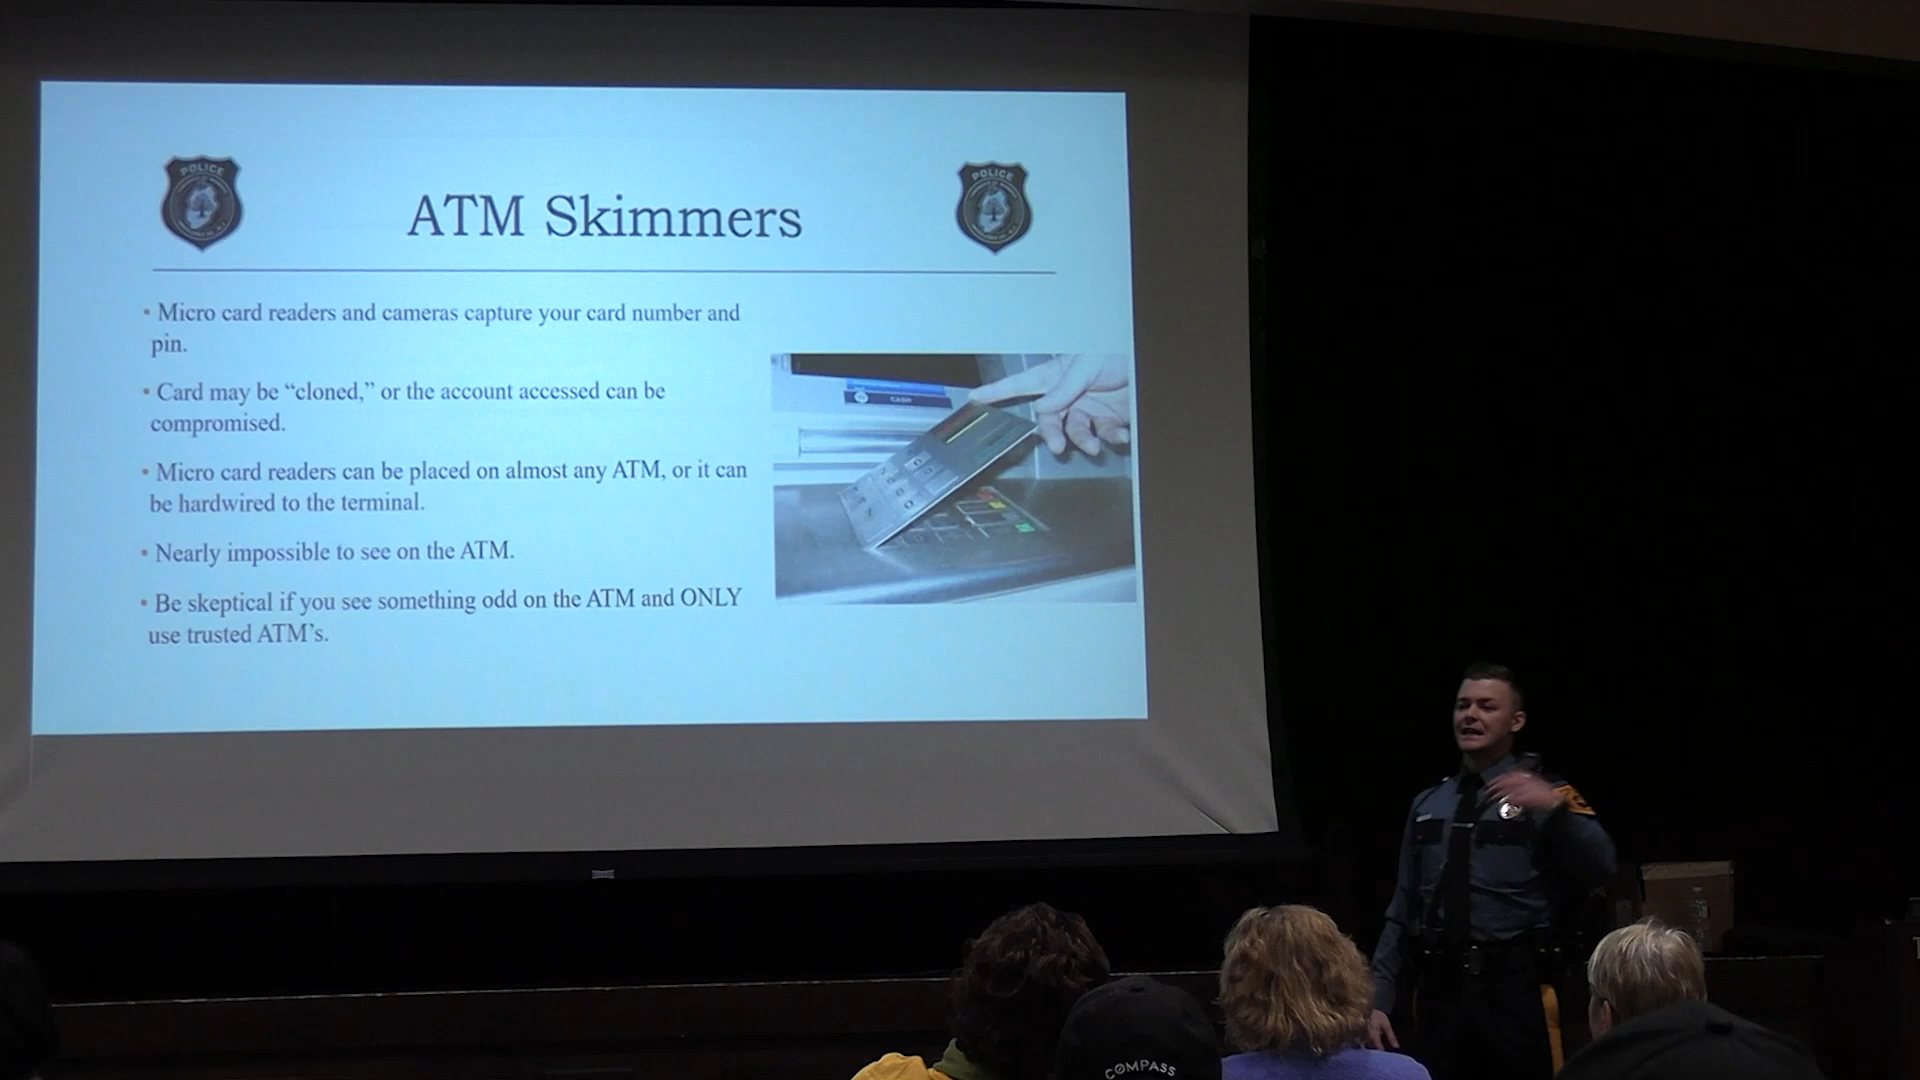 POLICE
POLICE
ATM Skimmers
• Micro card readers and cameras capture your card number and
pin.
• Card may be “cloned,” or the account accessed can be
compromised.
• Micro card readers can be placed on almost any ATM, or it can
be hardwired to the terminal.
• Nearly impossible to see on the ATM.
• Be skeptical if you see something odd on the ATM and ONLY
use trusted ATM’s.
CASH
COMPASS